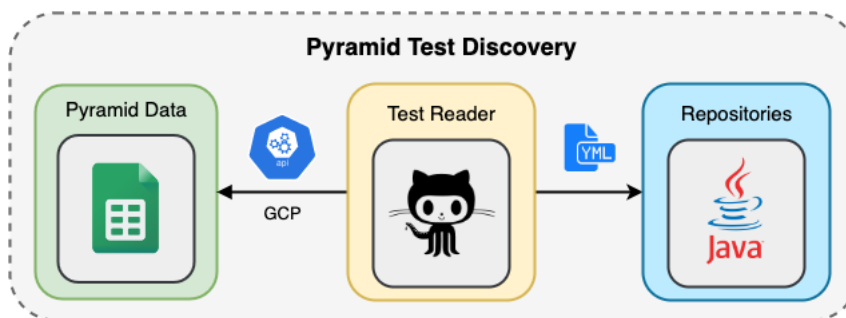 Pyramid Test Discovery
Pyramid Data
Test Reader
Repositories
api
YML
GCP
Java